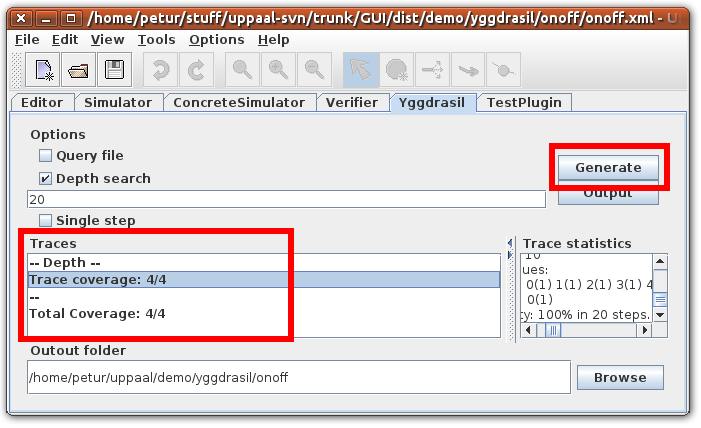 /home/petur/stuff/uppaal-svn/trunk/GUI/dist/demo/yggdrasil/onoff/onoff.xml - U
File Edit View Tools Options Help
Editor Simulator ConcreteSimulator Verifier Yggdrasil TestPlugin
Options
Query file
Generate
Depth search
Output
20
Single step
Traces
Trace statistics
-- Depth --
10
ues:
Trace coverage: 4/4
0(1) 1(1) 2(1) 3(1) 4
--
0(1)
Total Coverage: 4/4
ty: 100% in 20 steps.
Outout folder
/home/petur/uppaal/demo/yggdrasil/onoff
Browse